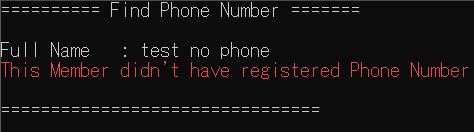 ========== Find Phone Number =======
Full Name   : test no phone
This Member didn't have registered Phone Number
================================